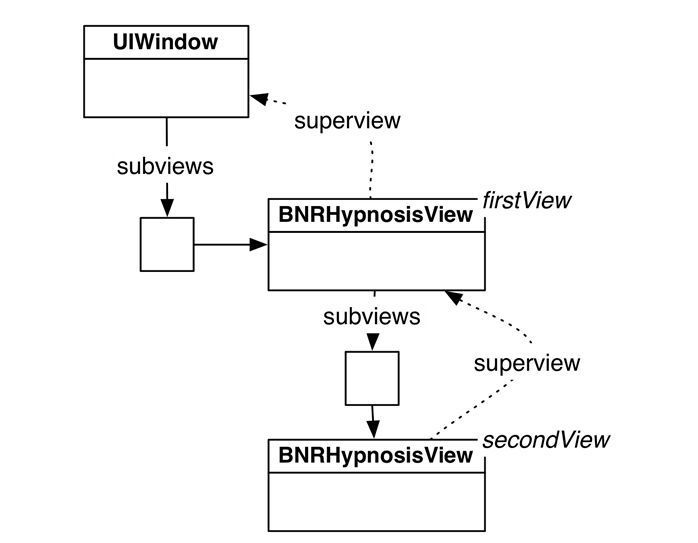 UIWindow
superview
subviews
firstView
BNRHypnosisView
subviews
superview
secondView
BNRHypnosisView